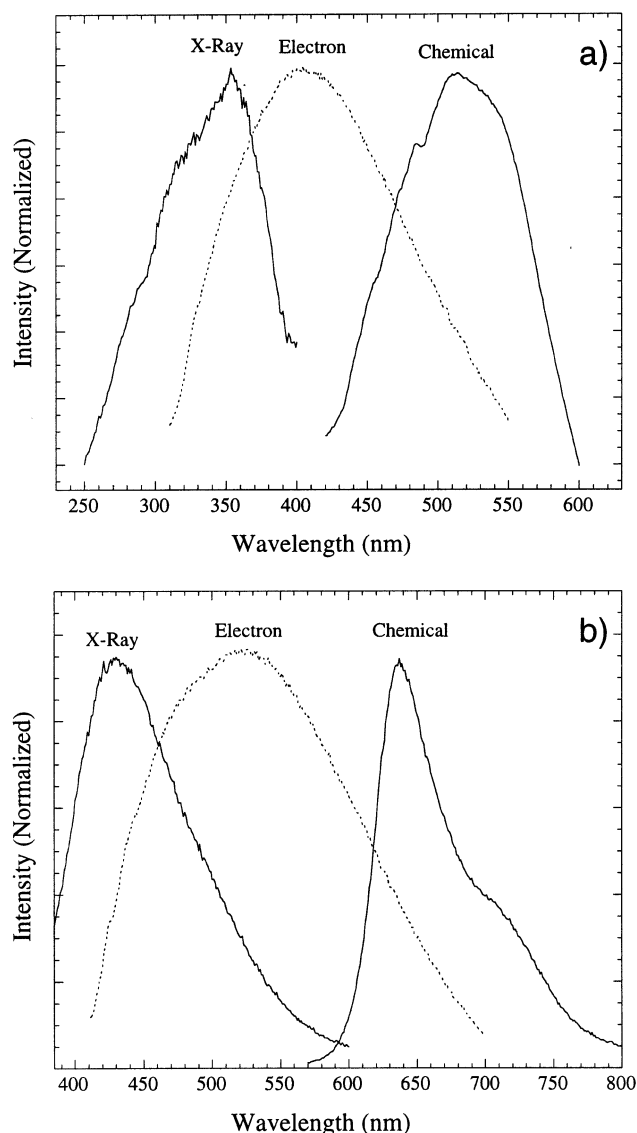 X-Ray Electron Chemical a)
Intensity (Normalized)
250 300 350 400 450 500 550 600
Wavelength (nm)
X-Ray Electron Chemical b)
Intensity (Normalized)
400 450 500 550 600 650 700 750 800
Wavelength (nm)